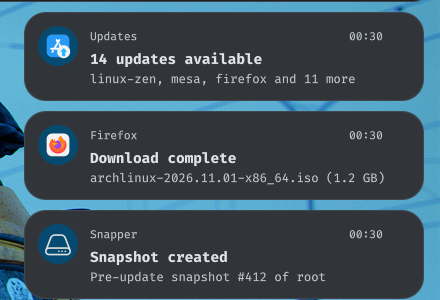 Updates 00:30
14 updates available
linux-zen, mesa, firefox and 11 more
Firefox 00:30
Download complete
archlinux-2026.11.01-x86_64.iso (1.2 GB)
Snapper 00:30
Snapshot created
Pre-update snapshot #412 of root